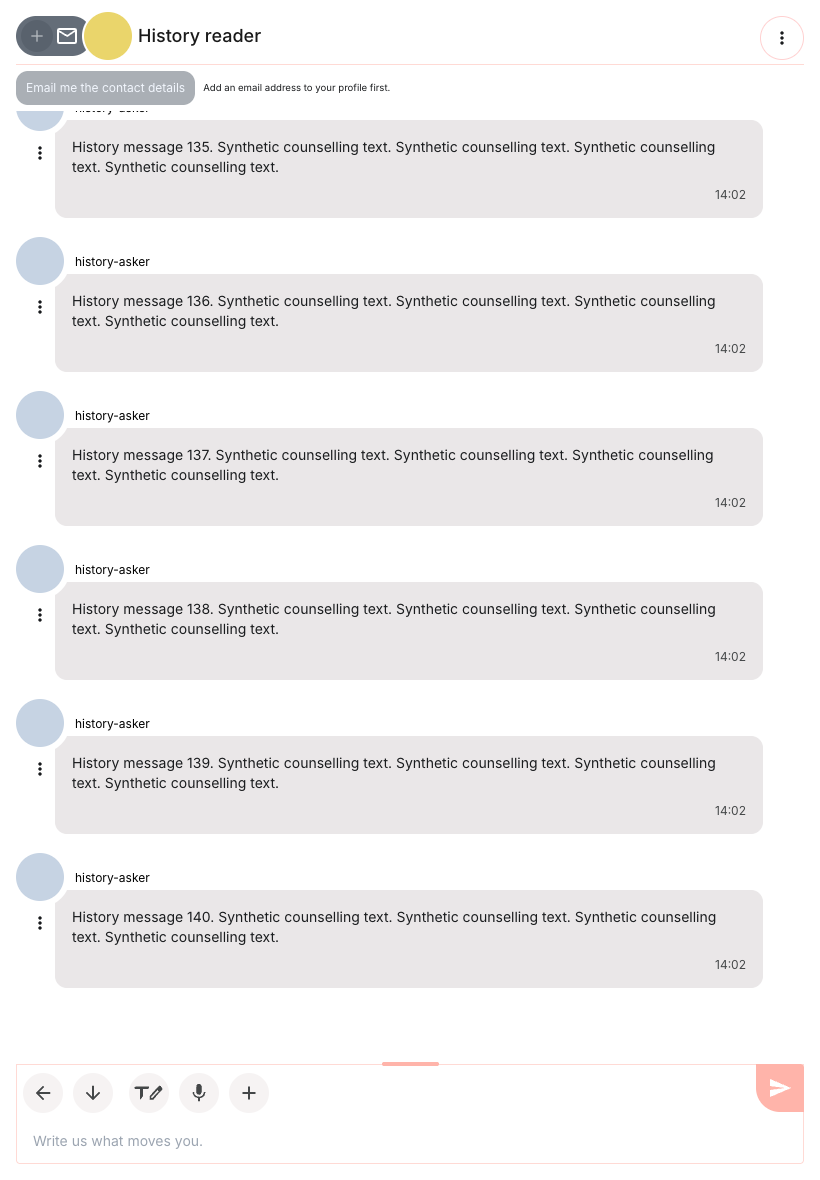 History reader
Email me the contact details
Add an email address to your profile first.
history-asker
History message 135. Synthetic counselling text. Synthetic counselling text. Synthetic counselling
text. Synthetic counselling text.
14:02
history-asker
History message 136. Synthetic counselling text. Synthetic counselling text. Synthetic counselling
text. Synthetic counselling text.
14:02
history-asker
History message 137. Synthetic counselling text. Synthetic counselling text. Synthetic counselling
text. Synthetic counselling text.
14:02
history-asker
History message 138. Synthetic counselling text. Synthetic counselling text. Synthetic counselling
text. Synthetic counselling text.
14:02
history-asker
History message 139. Synthetic counselling text. Synthetic counselling text. Synthetic counselling
text. Synthetic counselling text.
14:02
history-asker
History message 140. Synthetic counselling text. Synthetic counselling text. Synthetic counselling
text. Synthetic counselling text.
14:02
Write us what moves you.